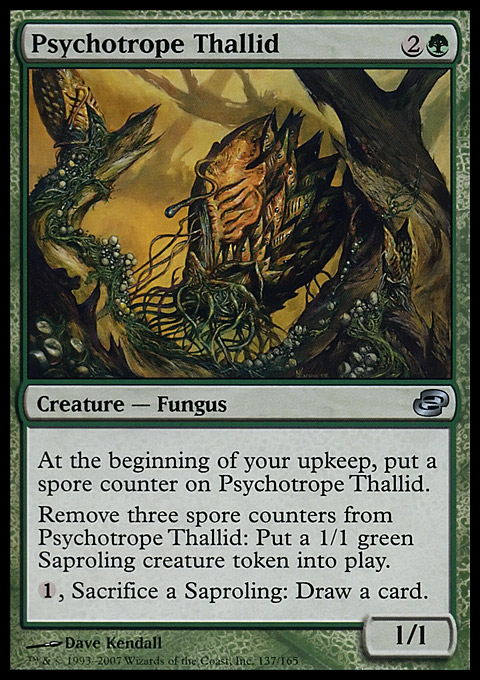 Psychotrope Thallid 2
Creature — Fungus
At the beginning of your upkeep, put a
spore counter on Psychotrope Thallid.
Remove three spore counters from
Psychotrope Thallid: Put a 1/1 green
Saproling creature token into play.
1, Sacrifice a Saproling: Draw a card.
Dave Kendall
1/1
™ & © 1993–2007 Wizards of the Coast, Inc. 137/165